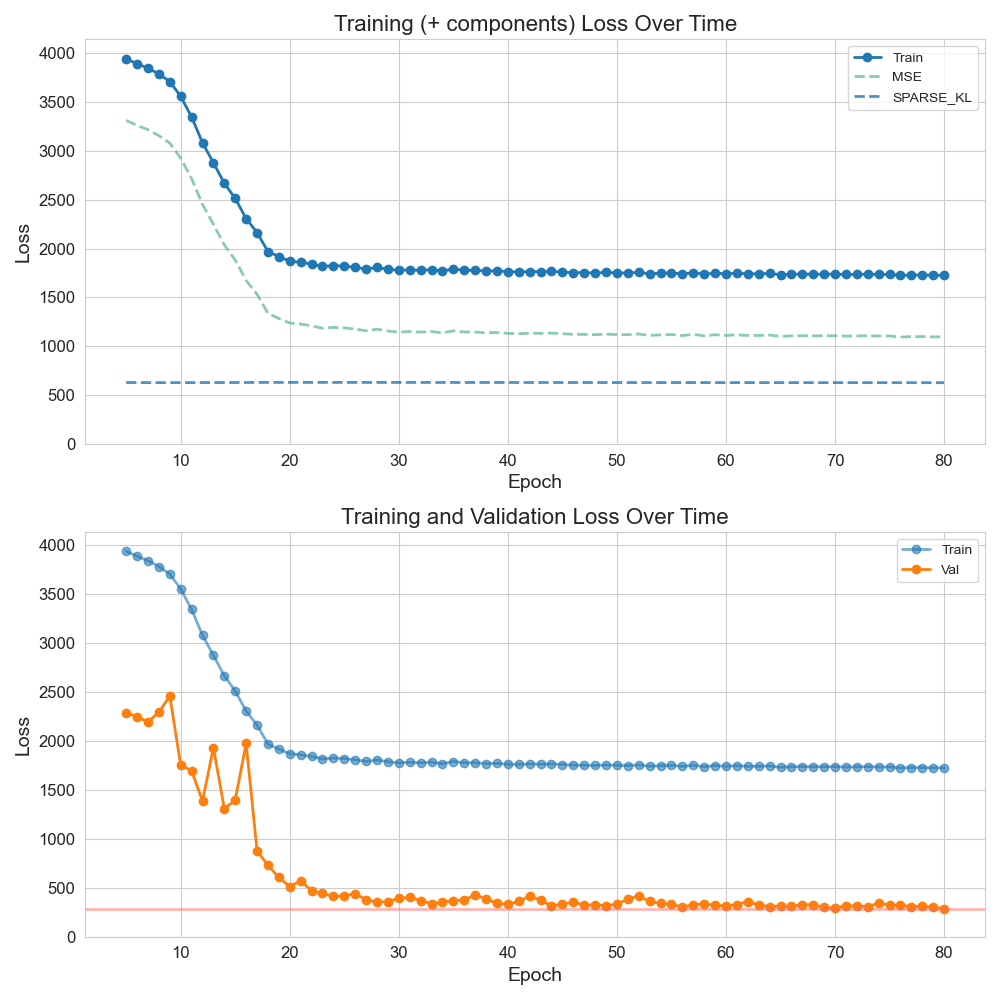 Training (+ components) Loss Over Time
Loss
4000
3500
3000
2500
2000
1500
1000
500
0
Train
MSE
SPARSE_KL
10 20 30 40 50 60 70 80
Epoch
Training and Validation Loss Over Time
Loss
4000
3500
3000
2500
2000
1500
1000
500
0
Train
Val
10 20 30 40 50 60 70 80
Epoch